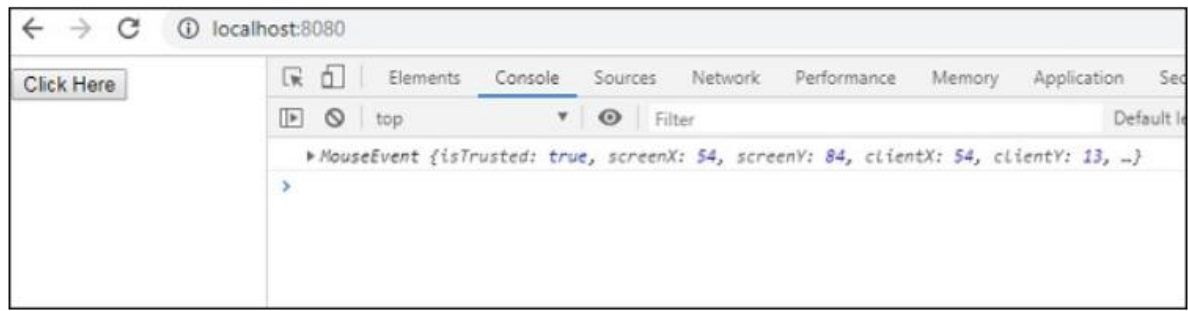 localhost:8080
Click Here
Elements Console Sources Network Performance Memory Application Sec
top Filter Default le
MouseEvent {isTrusted: true, screenX: 54, screenY: 84, clientX: 54, clientY: 13, …}